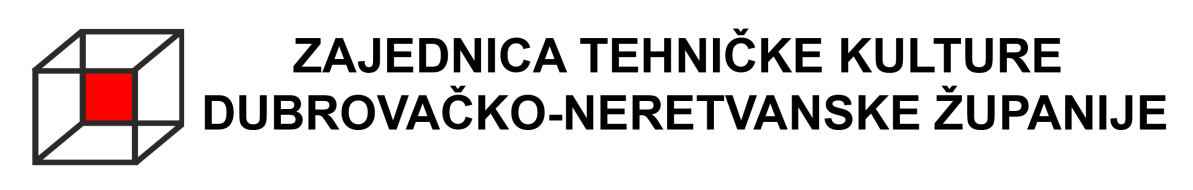 ZAJEDNICA TEHNIČKE KULTURE
DUBROVAČKO-NERETVANSKE ŽUPANIJE